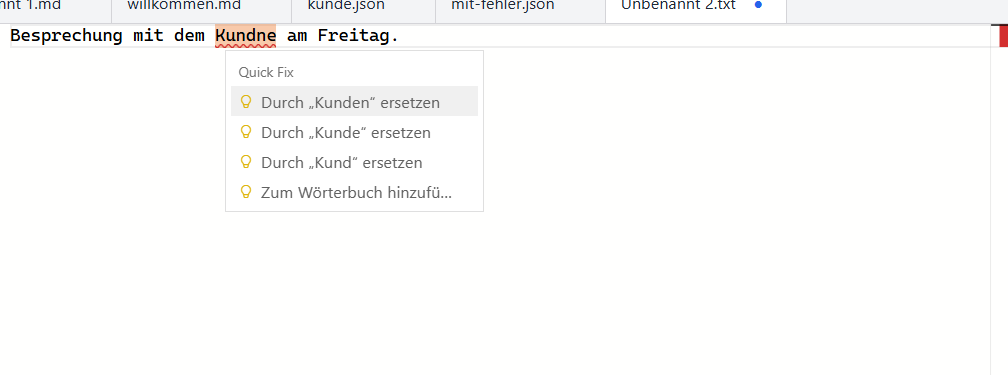 nnt 1.md willkommen.md kunde.json mit-fehler.json Unbenannt 2.txt
Besprechung mit dem Kundne am Freitag.
Quick Fix
Durch „Kunden“ ersetzen
Durch „Kunde“ ersetzen
Durch „Kund“ ersetzen
Zum Wörterbuch hinzufü...